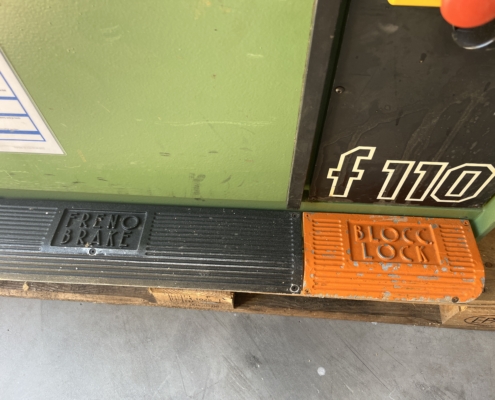 f 110
FRENO
BRAKE
BLOCC.
LOCK